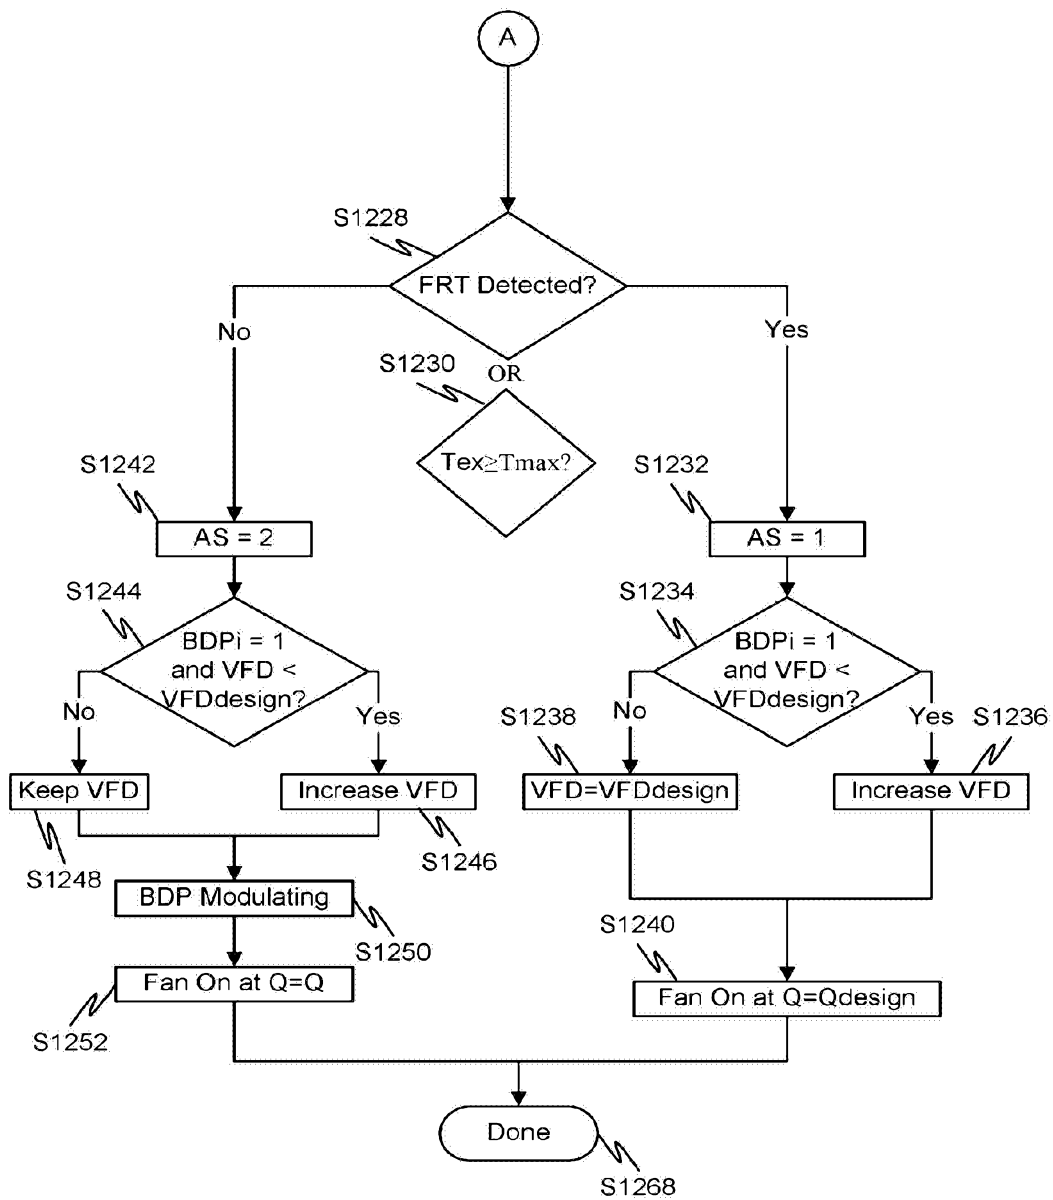 A
S1228
FRT Detected?
No
Yes
S1230
OR
Tex≥Tmax?
S1242
S1232
AS = 2
AS = 1
S1244
S1234
BDPi = 1
and VFD <
VFDdesign?
BDPi = 1
and VFD <
VFDdesign?
No
Yes
S1238
No
Yes
S1236
Keep VFD
Increase VFD
VFD=VFDdesign
Increase VFD
S1248
S1246
BDP Modulating
S1250
S1240
Fan On at Q=Q
Fan On at Q=Qdesign
S1252
Done
S1268